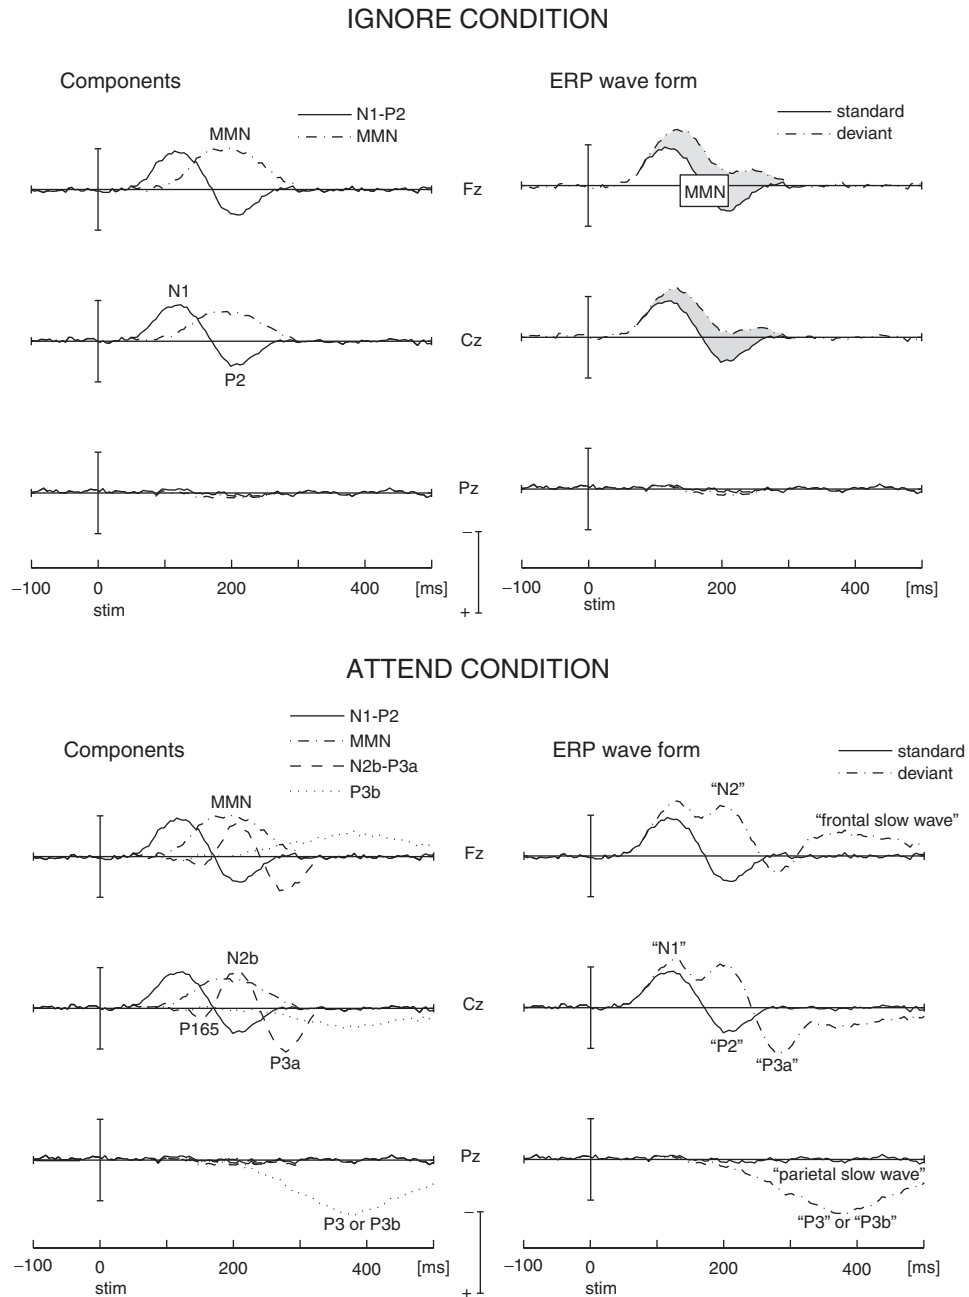 IGNORE CONDITION
Components
N1-P2
MMN
MMN
ERP wave form
standard
deviant
Fz
MMN
N1
P2
Cz
Pz
−
+
−100 0 200 400 [ms]
stim
−100 0 200 400 [ms]
stim
ATTEND CONDITION
Components
N1-P2
MMN
N2b-P3a
P3b
MMN
ERP wave form
standard
deviant
"N2"
"frontal slow wave"
Fz
N2b
P165
P3a
Cz
"N1"
"P2"
"P3a"
Pz
P3 or P3b
"parietal slow wave"
"P3" or "P3b"
−
+
−100 0 200 400 [ms]
stim
−100 0 200 400 [ms]
stim